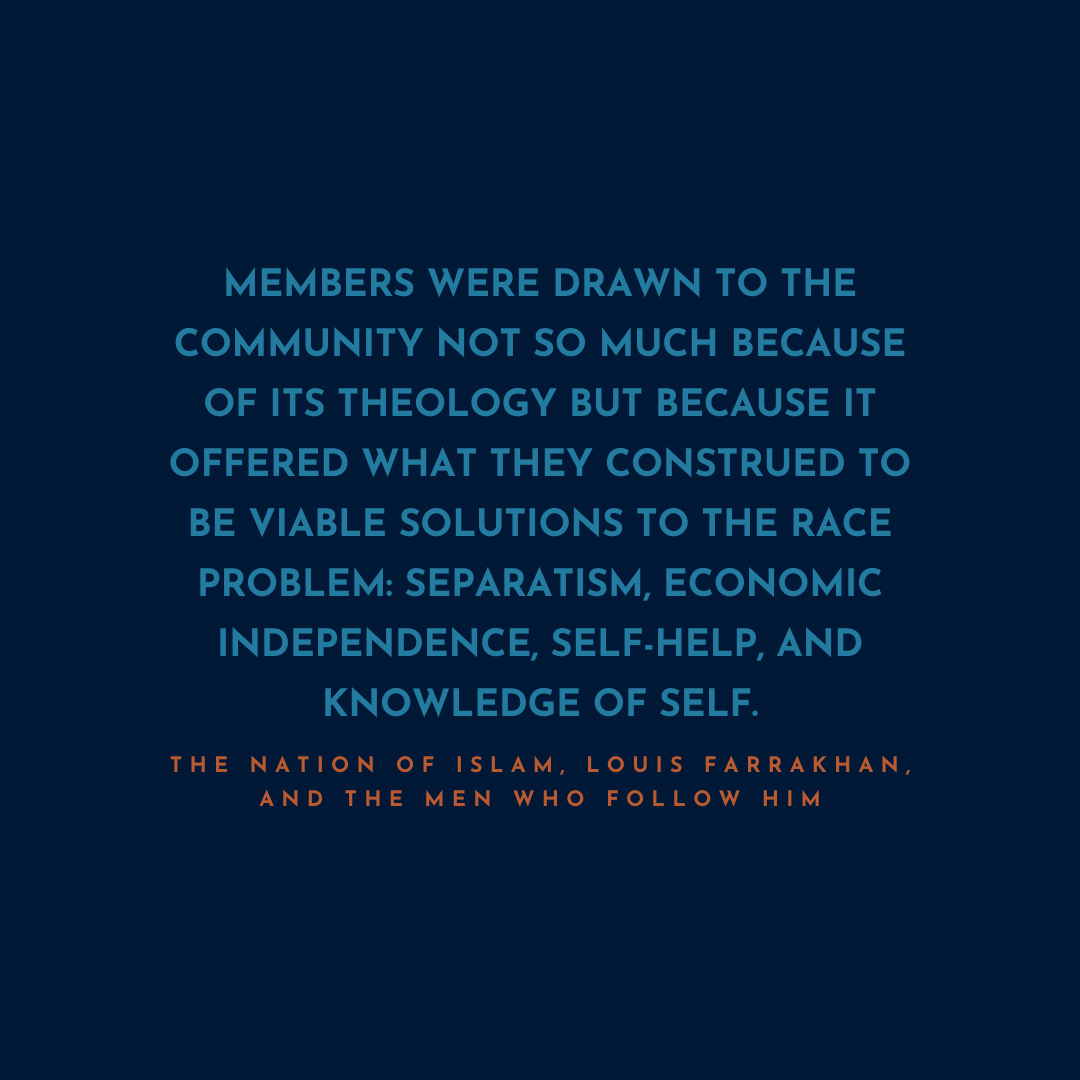 MEMBERS WERE DRAWN TO THE
COMMUNITY NOT SO MUCH BECAUSE
OF ITS THEOLOGY BUT BECAUSE IT
OFFERED WHAT THEY CONSTRUED TO
BE VIABLE SOLUTIONS TO THE RACE
PROBLEM: SEPARATISM, ECONOMIC
INDEPENDENCE, SELF-HELP, AND
KNOWLEDGE OF SELF.
THE NATION OF ISLAM, LOUIS FARRAKHAN,
AND THE MEN WHO FOLLOW HIM